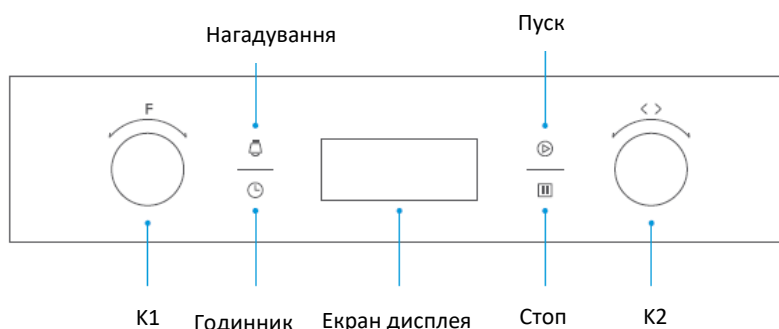 Нагадування
Пуск
F
< >
K1
Годинник
Екран дисплея
Стоп
K2